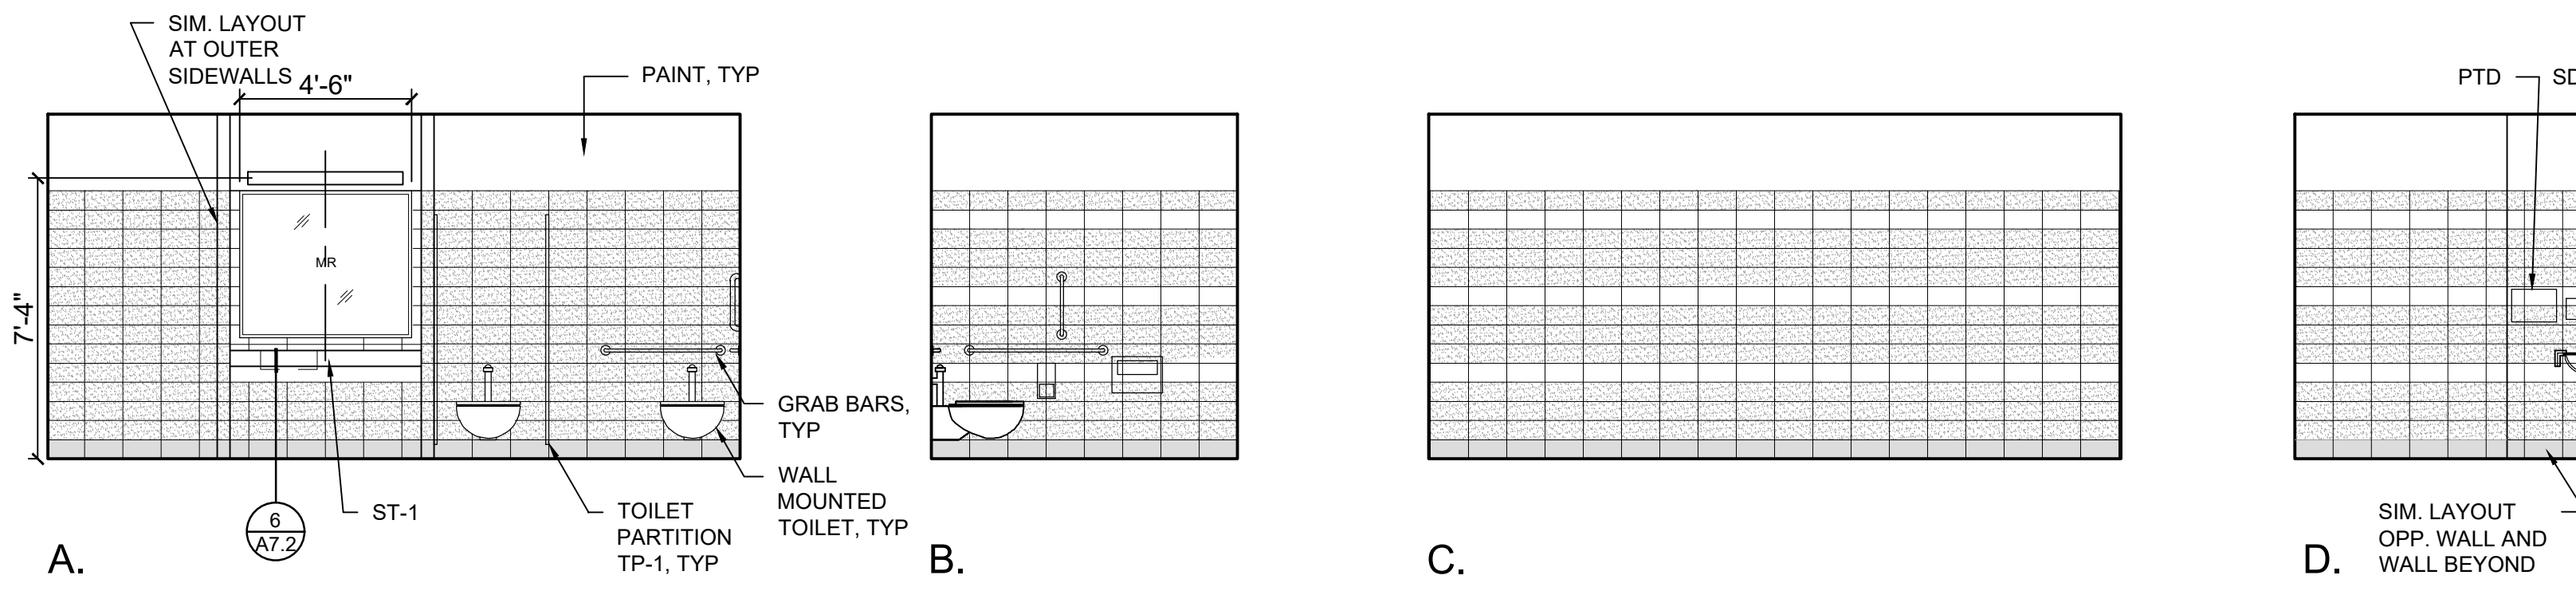 SIM. LAYOUT
AT OUTER
SIDEWALLS
4'-6"
PAINT, TYP
7'-4"
MR
GRAB BARS,
TYP
WALL
MOUNTED
TOILET, TYP
TOILET
PARTITION
TP-1, TYP
ST-1
6
A7.2
A.
B.
C.
PTD
SIM. LAYOUT
OPP. WALL AND
WALL BEYOND
D.